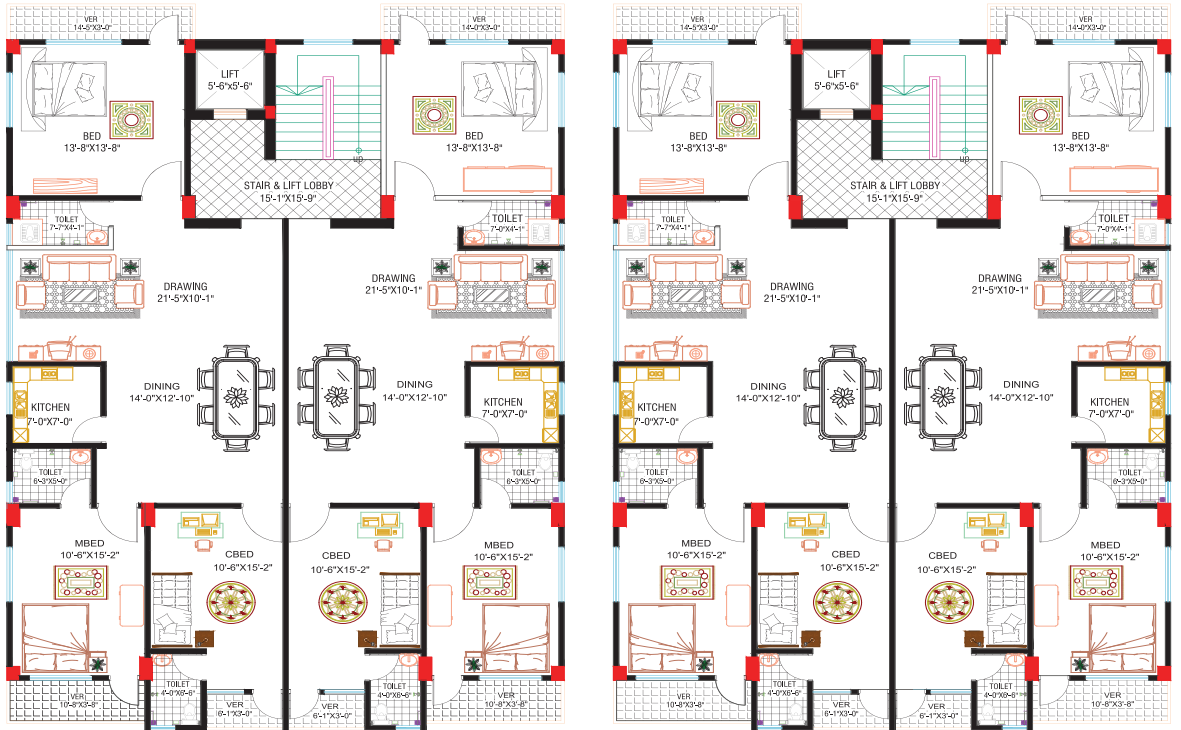 VER
14'-5"X3'-0"
VER
14'-0"X3'-0"
LIFT
5'-6"x5'-6"
BED
13'-8"X13'-8"
BED
13'-8"X13'-8"
up
STAIR & LIFT LOBBY
15'-1"X15'-9"
TOILET
7'-7"X4'-1"
TOILET
7'-0"X4'-1"
DRAWING
21'-5"X10'-1"
DRAWING
21'-5"X10'-1"
DINING
14'-0"X12'-10"
DINING
14'-0"X12'-10"
KITCHEN
7'-0"X7'-0"
KITCHEN
7'-0"X7'-0"
TOILET
6'-3"X5'-0"
TOILET
6'-3"X5'-0"
MBED
10'-6"X15'-2"
CBED
10'-6"X15'-2"
CBED
10'-6"X15'-2"
MBED
10'-6"X15'-2"
TOILET
4'-0"X6'-6"
TOILET
4'-0"X6'-6"
VER
10'-8"X3'-8"
VER
6'-1"X3'-0"
VER
6'-1"X3'-0"
VER
10'-8"X3'-8"
VER
14'-5"X3'-0"
VER
14'-0"X3'-0"
LIFT
5'-6"x5'-6"
BED
13'-8"X13'-8"
BED
13'-8"X13'-8"
up
STAIR & LIFT LOBBY
15'-1"X15'-9"
TOILET
7'-7"X4'-1"
TOILET
7'-0"X4'-1"
DRAWING
21'-5"X10'-1"
DRAWING
21'-5"X10'-1"
DINING
14'-0"X12'-10"
DINING
14'-0"X12'-10"
KITCHEN
7'-0"X7'-0"
KITCHEN
7'-0"X7'-0"
TOILET
6'-3"X5'-0"
TOILET
6'-3"X5'-0"
MBED
10'-6"X15'-2"
CBED
10'-6"X15'-2"
CBED
10'-6"X15'-2"
MBED
10'-6"X15'-2"
TOILET
4'-0"X6'-6"
TOILET
4'-0"X6'-6"
VER
10'-8"X3'-8"
VER
6'-1"X3'-0"
VER
6'-1"X3'-0"
VER
10'-8"X3'-8"